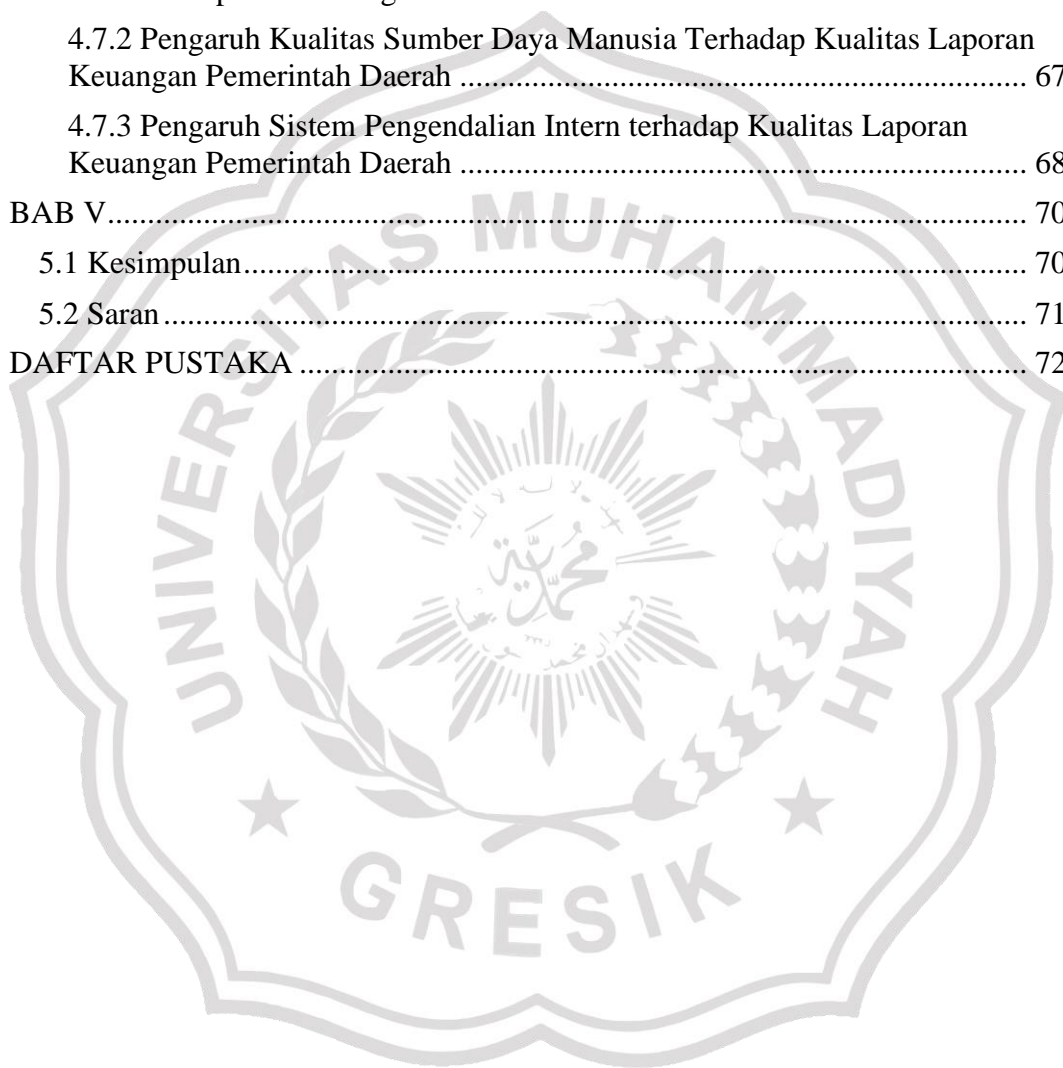 4.7.2 Pengaruh Kualitas Sumber Daya Manusia Terhadap Kualitas Laporan
Keuangan Pemerintah Daerah ........................................................................ 67
4.7.3 Pengaruh Sistem Pengendalian Intern terhadap Kualitas Laporan
Keuangan Pemerintah Daerah ........................................................................ 68
BAB V.................................................................................................................... 70
5.1 Kesimpulan................................................................................................... 70
5.2 Saran............................................................................................................. 71
DAFTAR PUSTAKA ............................................................................................ 72
UNIVERSITAS MUHAMMADIYAH
GRESIK